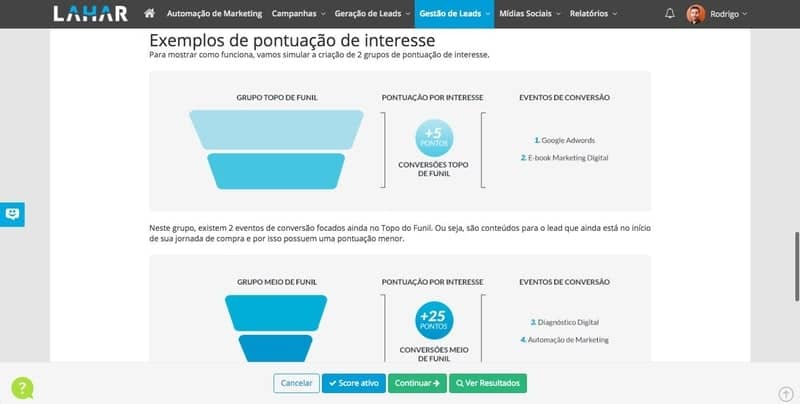 LAHAR Automação de Marketing Campanhas Geração de Leads Gestão de Leads Mídias Sociais Relatórios Rodrigo
Exemplos de pontuação de interesse
Para mostrar como funciona, vamos simular a criação de 2 grupos de pontuação de interesse.
GRUPO TOPO DE FUNIL
PONTUAÇÃO POR INTERESSE
+5
PONTOS
CONVERSÕES TOPO
DE FUNIL
EVENTOS DE CONVERSÃO
1. Google Adwords
2. E-book Marketing Digital
Neste grupo, existem 2 eventos de conversão focados ainda no Topo do Funil. Ou seja, são conteúdos para o lead que ainda está no início
de sua jornada de compra e por isso possuem uma pontuação menor.
GRUPO MEIO DE FUNIL
PONTUAÇÃO POR INTERESSE
+25
PONTOS
CONVERSÕES MEIO
DE FUNIL
EVENTOS DE CONVERSÃO
3. Diagnóstico Digital
4. Automação de Marketing
Cancelar Score ativo Continuar Ver Resultados
?